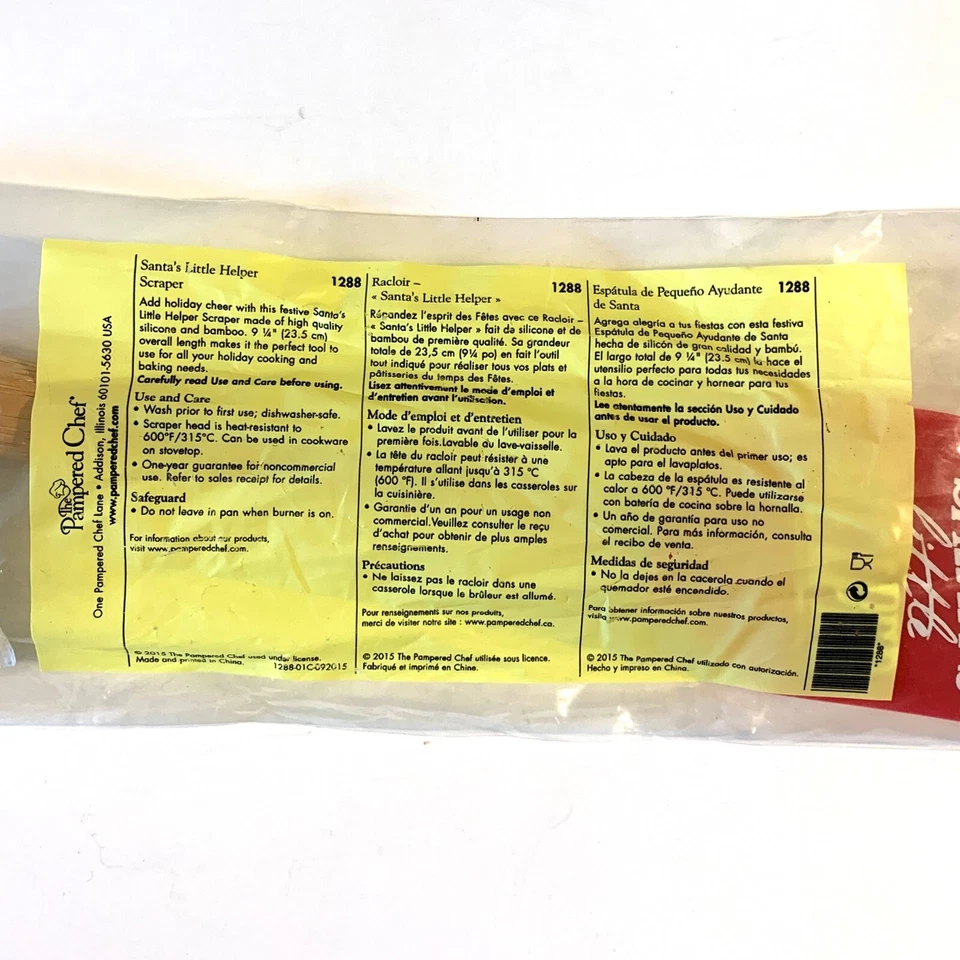 The
Pampered Chef®
One Pampered Chef Lane • Addison, Illinois 60101-5630 USA
www.pamperedchef.com
Santa's Little Helper
Scraper
1288
Add holiday cheer with this festive Santa's
Little Helper Scraper made of high quality
silicone and bamboo. 9 ¼" (23.5 cm)
overall length makes it the perfect tool to
use for all your holiday cooking and
baking needs.
Carefully read Use and Care before using.
Use and Care
• Wash prior to first use; dishwasher-safe.
• Scraper head is heat-resistant to
600°F/315°C. Can be used in cookware
on stovetop.
• One-year guarantee for noncommercial
use. Refer to sales receipt for details.
Safeguard
• Do not leave in pan when burner is on.
For information about our products,
visit www.pamperedchef.com.
© 2015 The Pampered Chef used under license.
Made and printed in China.
1288-01C-092015
Racloir –
« Santa's Little Helper »
1288
Répandez l'esprit des Fêtes avec ce Racloir –
« Santa's Little Helper » fait de silicone et de
bambou de première qualité. Sa grandeur
totale de 23,5 cm (9¼ po) en fait l'outil
tout indiqué pour réaliser tous vos plats et
pâtisseries du temps des Fêtes.
Lisez attentivement le mode d'emploi et
d'entretien avant l'utilisation.
Mode d'emploi et d'entretien
• Lavez le produit avant de l'utiliser pour la
première fois. Lavable au lave-vaisselle.
• La tête du racloir peut résister à une
température allant jusqu'à 315 °C
(600 °F). Il s'utilise dans les casseroles sur
la cuisinière.
• Garantie d'un an pour un usage non
commercial. Veuillez consulter le reçu
d'achat pour obtenir de plus amples
renseignements.
Précautions
• Ne laissez pas le racloir dans une
casserole lorsque le brûleur est allumé.
Pour renseignements sur nos produits,
merci de visiter notre site : www.pamperedchef.ca.
© 2015 The Pampered Chef utilisée sous licence.
Fabriqué et imprimé en Chine.
Espátula de Pequeño Ayudante
de Santa
1288
Agrega alegría a tus fiestas con esta festiva
Espátula de Pequeño Ayudante de Santa
hecha de silicón de gran calidad y bambú.
El largo total de 9 ¼" (23.5 cm) la hace el
utensilio perfecto para todas tus necesidades
a la hora de cocinar y hornear para tus
fiestas.
Lee atentamente la sección Uso y Cuidado
antes de usar el producto.
Uso y Cuidado
• Lava el producto antes del primer uso; es
apto para el lavaplatos.
• La cabeza de la espátula es resistente al
calor a 600 °F/315 °C. Puede utilizarse
con batería de cocina sobre la hornalla.
• Un año de garantía para uso no
comercial. Para más información, consulta
el recibo de venta.
Medidas de seguridad
• No la dejes en la cacerola cuando el
quemador esté encendido.
Para obtener información sobre nuestros productos,
visita www.pamperedchef.com.
© 2015 The Pampered Chef utilizado con autorización.
Hecho y impreso en China.
*1288*
little